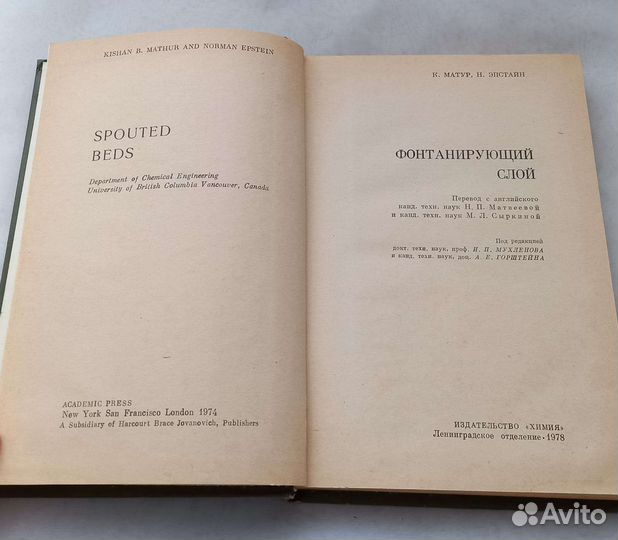 KISHAN B. MATHUR AND NORMAN EPSTEIN
SPOUTED
BEDS
Department of Chemical Engineering
University of British Columbia Vancouver, Canada
ACADEMIC PRESS
New York San Francisco London 1974
A Subsidiary of Harcourt Brace Jovanovich, Publishers
К. МАТУР, Н. ЭПСТАЙН
ФОНТАНИРУЮЩИЙ
СЛОЙ
Перевод с английского
канд. техн. наук Н. П. Матвеевой
и канд. техн. наук М. Л. Сыркиной
Под редакцией
докт. техн. наук, проф. И. П. МУХЛЕНОВА
и канд. техн. наук, доц. А. Е. ГОРШТЕЙНА
ИЗДАТЕЛЬСТВО «ХИМИЯ»
Ленинградское отделение · 1978
Avito